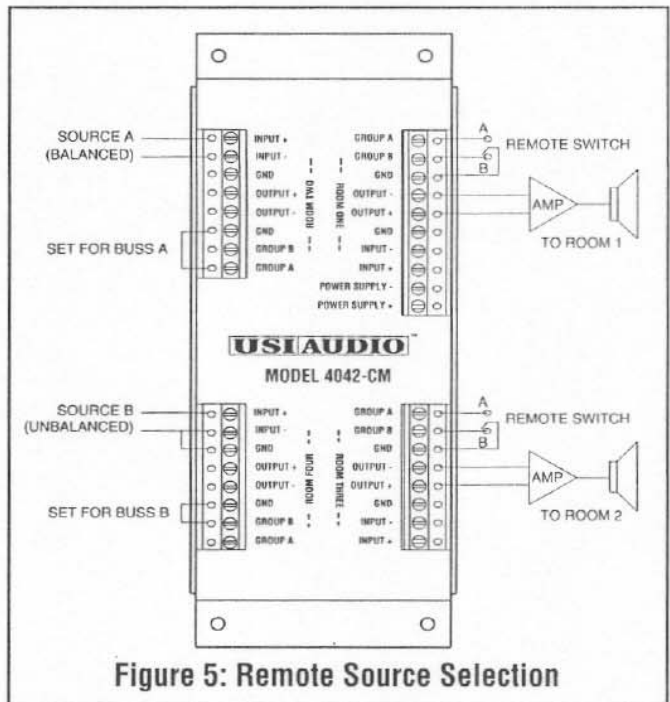 SOURCE A
(BALANCED)
SET FOR BUSS A
INPUT +
INPUT -
GND
OUTPUT +
OUTPUT -
GND
GROUP B
GROUP A
ROOM TWO
ROOM ONE
GROUP A
GROUP B
GND
OUTPUT -
OUTPUT +
GND
INPUT -
INPUT +
POWER SUPPLY -
POWER SUPPLY +
A
B
REMOTE SWITCH
AMP
TO ROOM 1
USI AUDIO™
MODEL 4042-CM
SOURCE B
(UNBALANCED)
SET FOR BUSS B
INPUT +
INPUT -
GND
OUTPUT +
OUTPUT -
GND
GROUP B
GROUP A
ROOM FOUR
ROOM THREE
GROUP A
GROUP B
GND
OUTPUT -
OUTPUT +
GND
INPUT -
INPUT +
A
B
REMOTE SWITCH
AMP
TO ROOM 2
Figure 5: Remote Source Selection